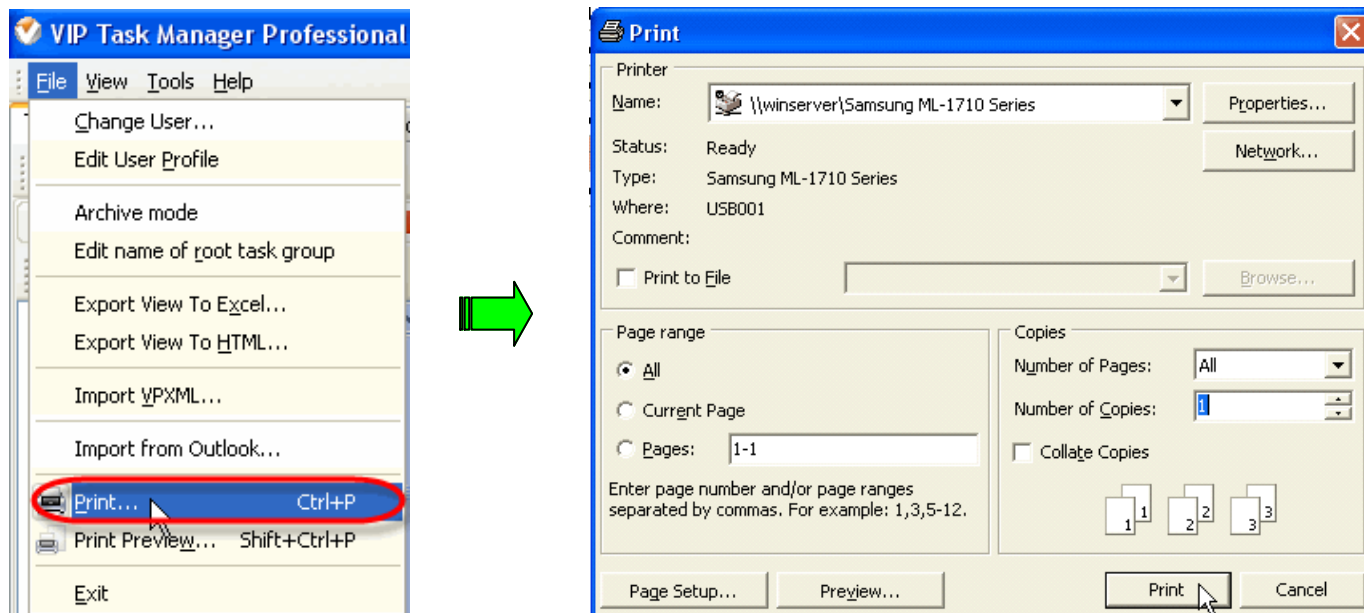 VIP Task Manager Professional
File View Tools Help
Change User...
Edit User Profile
Archive mode
Edit name of root task group
Export View To Excel...
Export View To HTML...
Import VPXML...
Import from Outlook...
Print... Ctrl+P
Print Preview... Shift+Ctrl+P
Exit
Print
Printer
Name: \\winserver\Samsung ML-1710 Series Properties...
Status: Ready Network...
Type: Samsung ML-1710 Series
Where: USB001
Comment:
Print to File Browse...
Page range
All
Current Page
Pages: 1-1
Enter page number and/or page ranges
separated by commas. For example: 1,3,5-12.
Copies
Number of Pages: All
Number of Copies: 1
Collate Copies
1 1 2 2 3 3
Page Setup... Preview... Print Cancel